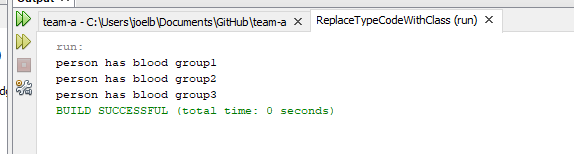 Output
team-a - C:\Users\joelb\Documents\GitHub\team-a
ReplaceTypeCodeWithClass (run)
run:
person has blood group1
person has blood group2
person has blood group3
BUILD SUCCESSFUL (total time: 0 seconds)